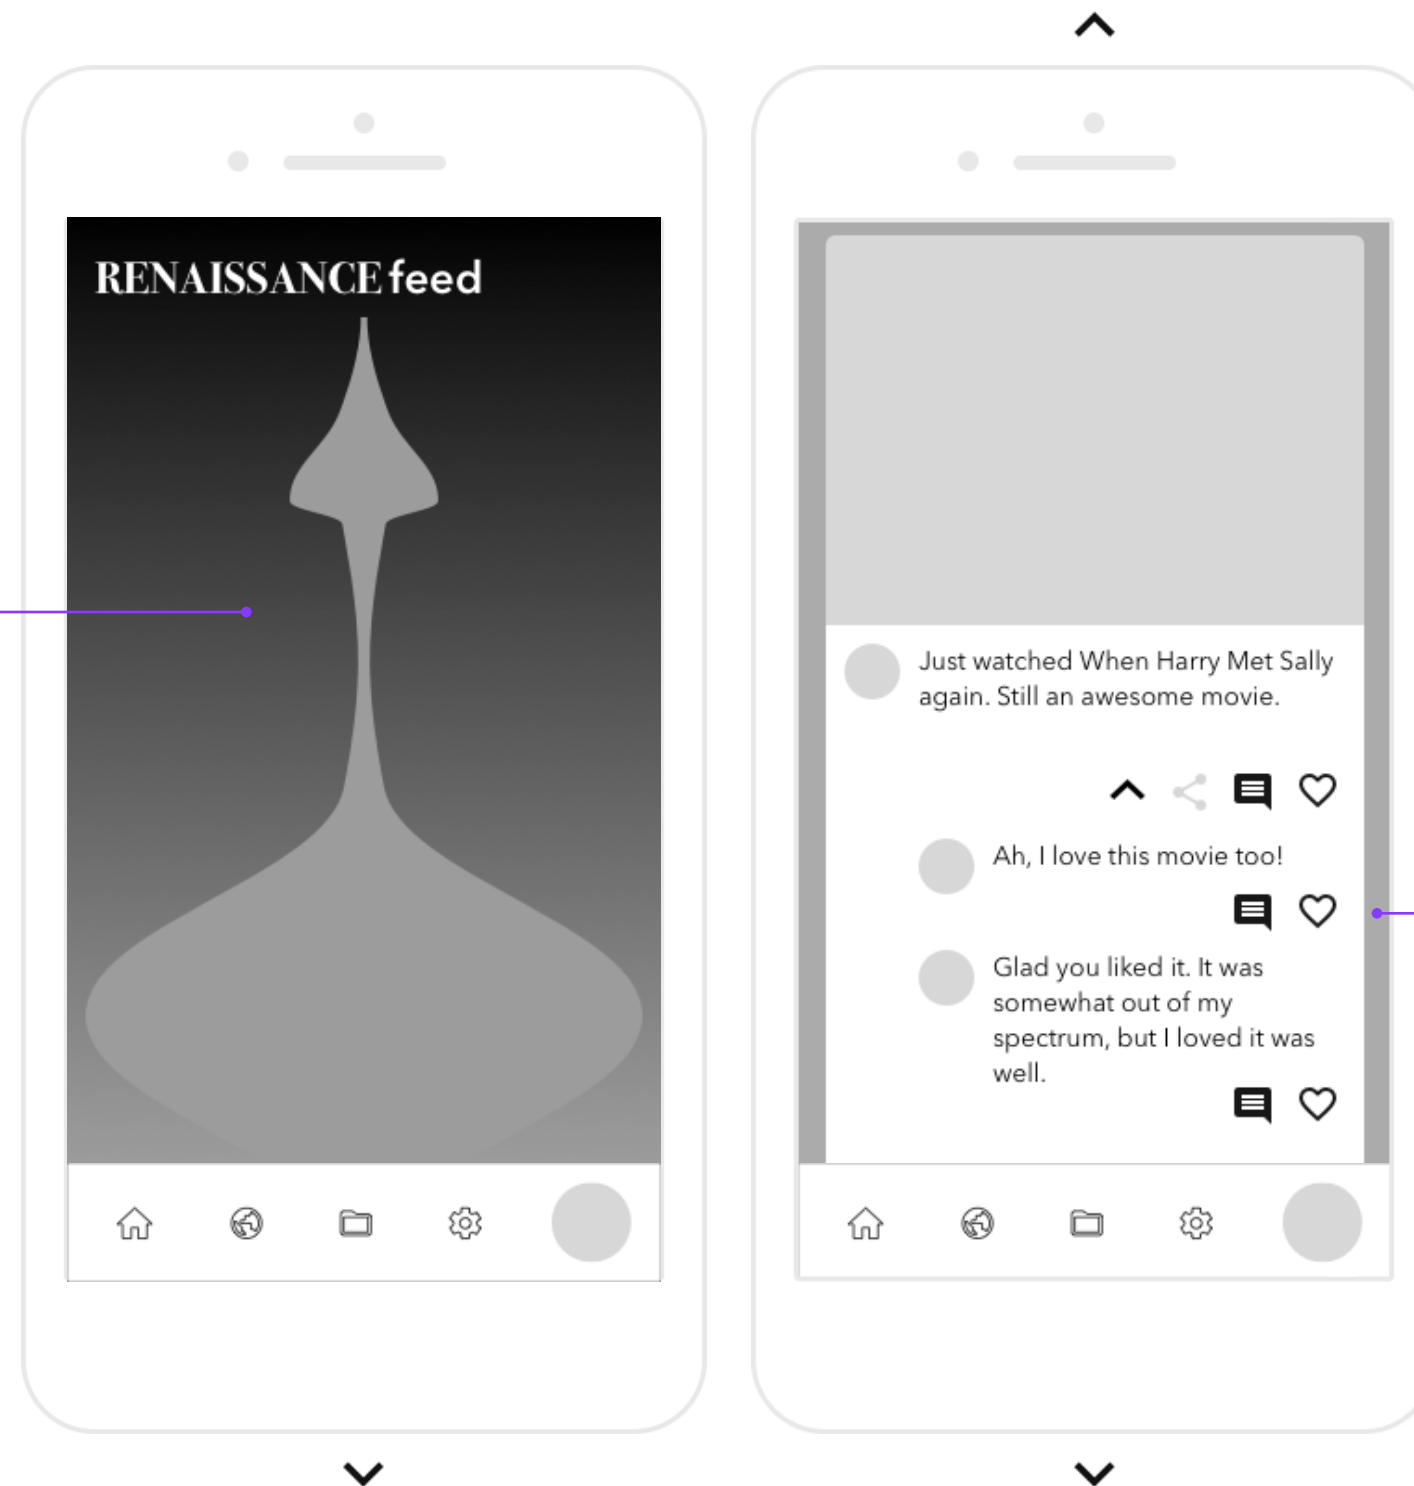 RENAISSANCE feed
Just watched When Harry Met Sally
again. Still an awesome movie.
Ah, I love this movie too!
Glad you liked it. It was
somewhat out of my
spectrum, but I loved it was
well.